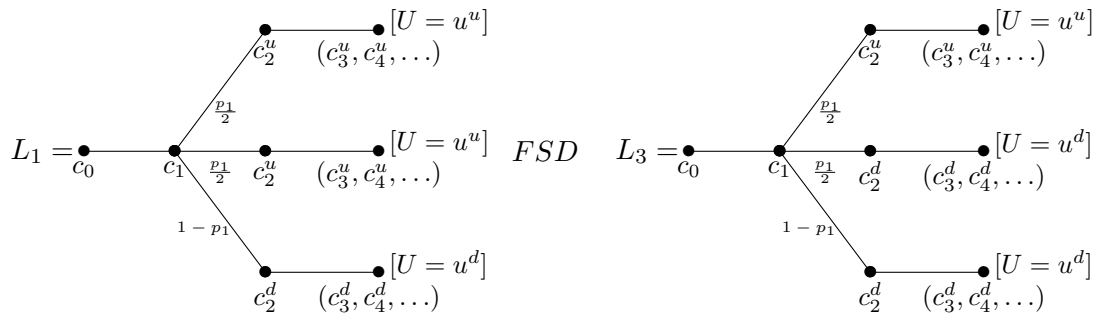 [U = u^u] [U = u^u]
c_2^u (c_3^u, c_4^u, …) c_2^u (c_3^u, c_4^u, …)
p_1/2 p_1/2
L_1 = c_0 c_1 p_1/2 c_2^u (c_3^u, c_4^u, …) [U = u^u] FSD L_3 = c_0 c_1 p_1/2 c_2^d (c_3^d, c_4^d, …) [U = u^d]
1 − p_1 1 − p_1
[U = u^d] [U = u^d]
c_2^d (c_3^d, c_4^d, …) c_2^d (c_3^d, c_4^d, …)